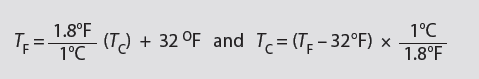 T_F = 1.8°F/1°C (T_C) + 32 °F and T_C = (T_F – 32°F) × 1°C/1.8°F